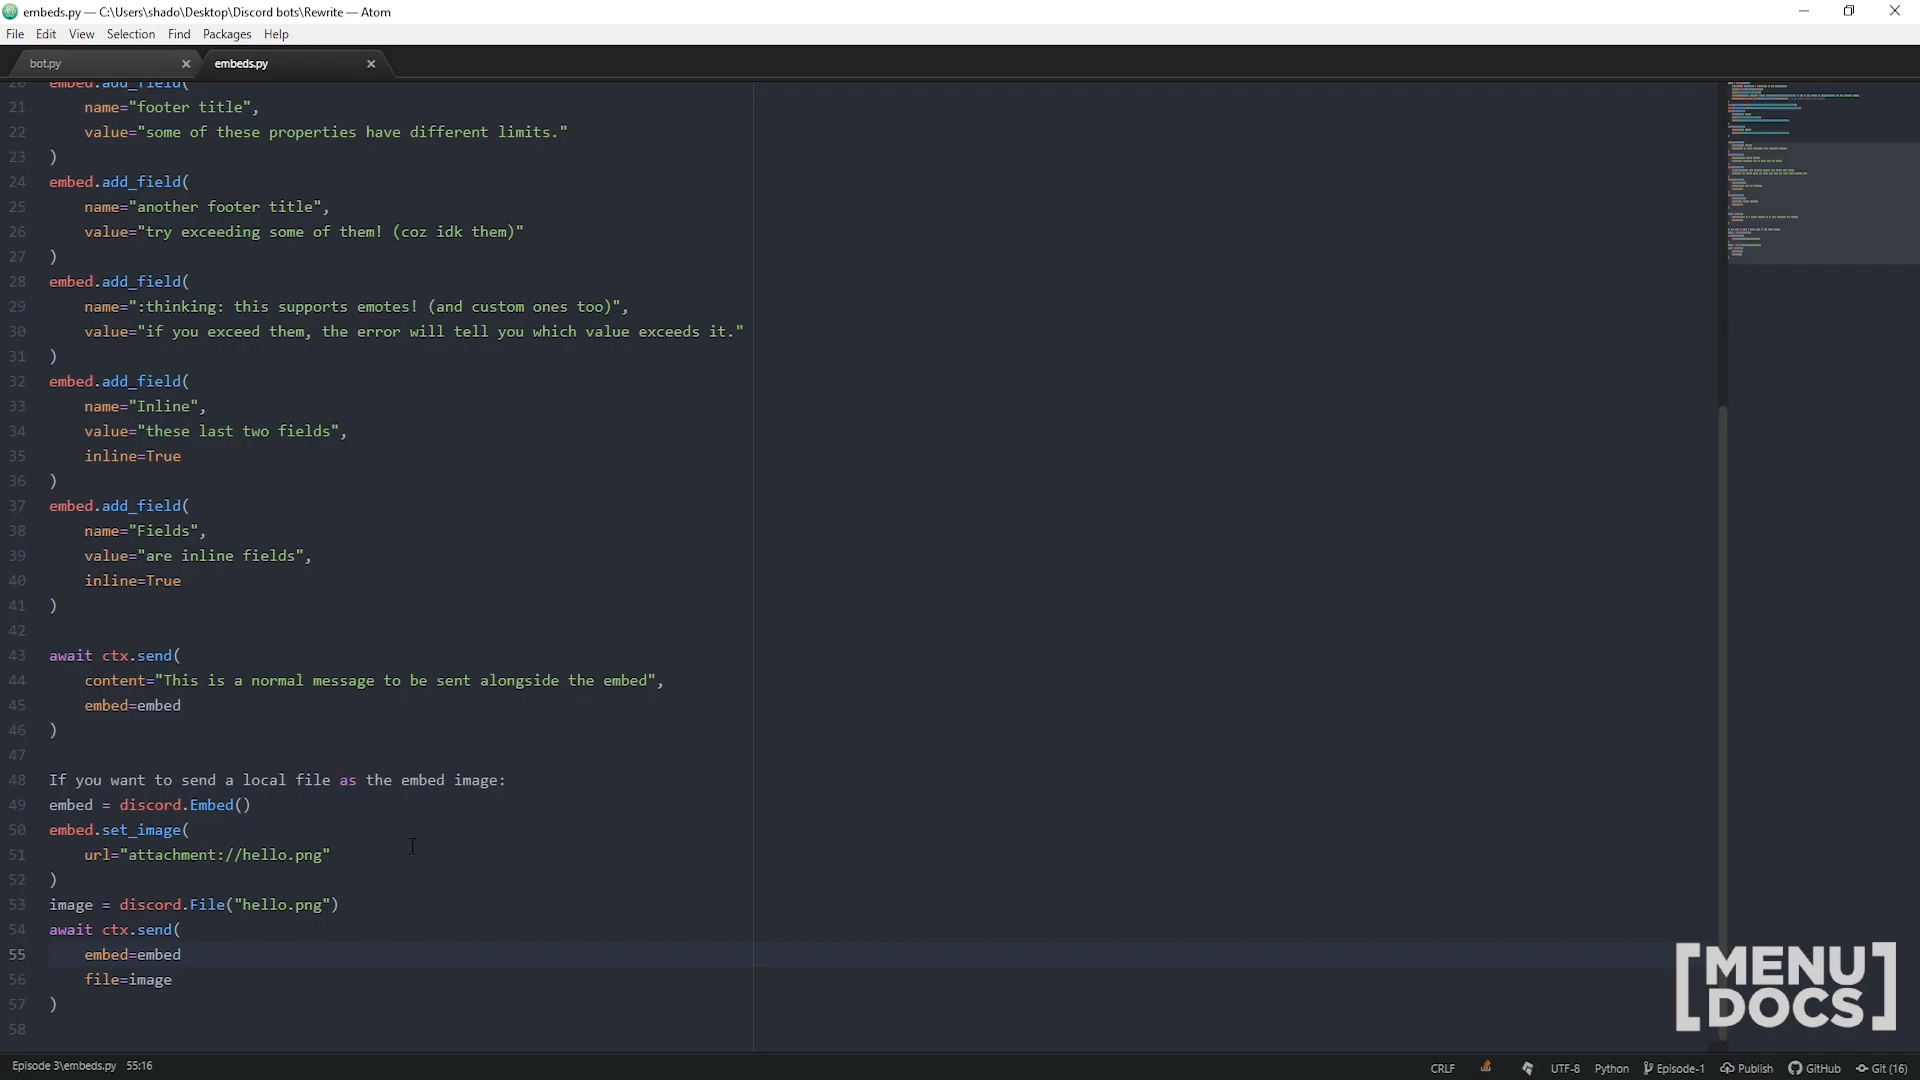 embeds.py — C:\Users\shado\Desktop\Discord bots\Rewrite — Atom
File Edit View Selection Find Packages Help
bot.py embeds.py
20 embed.add_field(
21 name="footer title",
22 value="some of these properties have different limits."
23 )
24 embed.add_field(
25 name="another footer title",
26 value="try exceeding some of them! (coz idk them)"
27 )
28 embed.add_field(
29 name=":thinking: this supports emotes! (and custom ones too)",
30 value="if you exceed them, the error will tell you which value exceeds it."
31 )
32 embed.add_field(
33 name="Inline",
34 value="these last two fields",
35 inline=True
36 )
37 embed.add_field(
38 name="Fields",
39 value="are inline fields",
40 inline=True
41 )
42
43 await ctx.send(
44 content="This is a normal message to be sent alongside the embed",
45 embed=embed
46 )
47
48 If you want to send a local file as the embed image:
49 embed = discord.Embed()
50 embed.set_image(
51 url="attachment://hello.png"
52 )
53 image = discord.File("hello.png")
54 await ctx.send(
55 embed=embed
56 file=image
57 )
58
[MENU
DOCS]
Episode 3\embeds.py 55:16 CRLF UTF-8 Python Episode-1 Publish GitHub Git (16)